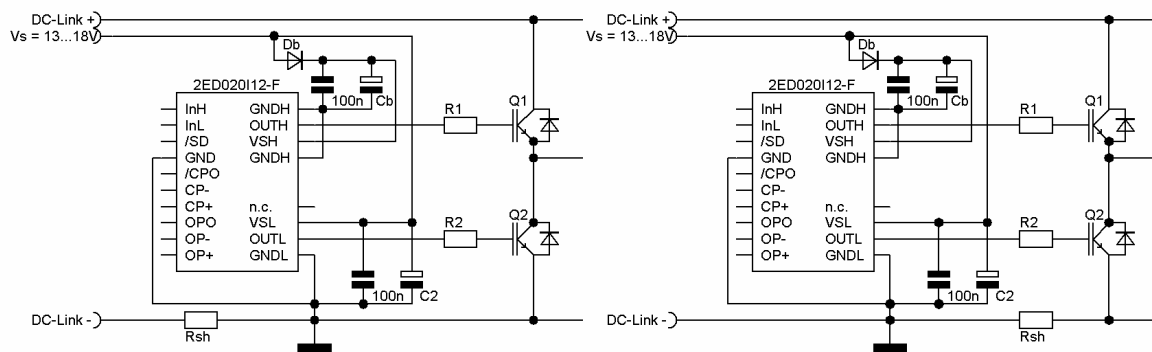 DC-Link +
Vs = 13...18V
Db
2ED020I12-F
100n
Cb
InH
InL
/SD
GND
/CPO
CP-
CP+
OPO
OP-
OP+
GNDH
OUTH
VSH
GNDH
n.c.
VSL
OUTL
GNDL
R1
Q1
R2
Q2
100n
C2
DC-Link -
Rsh
DC-Link +
Vs = 13...18V
Db
2ED020I12-F
100n
Cb
InH
InL
/SD
GND
/CPO
CP-
CP+
OPO
OP-
OP+
GNDH
OUTH
VSH
GNDH
n.c.
VSL
OUTL
GNDL
R1
Q1
R2
Q2
100n
C2
DC-Link -
Rsh